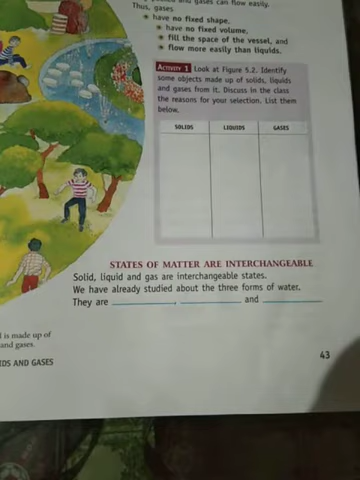 and gases can flow easily.
Thus, gases
have no fixed shape,
have no fixed volume,
fill the space of the vessel, and
flow more easily than liquids.
ACTIVITY 1 Look at Figure 5.2. Identify
some objects made up of solids, liquids
and gases from it. Discuss in the class
the reasons for your selection. List them
below.
SOLIDS LIQUIDS GASES
STATES OF MATTER ARE INTERCHANGEABLE
Solid, liquid and gas are interchangeable states.
We have already studied about the three forms of water.
They are ____________, ____________ and ____________
is made up of
and gases.
AND GASES
43